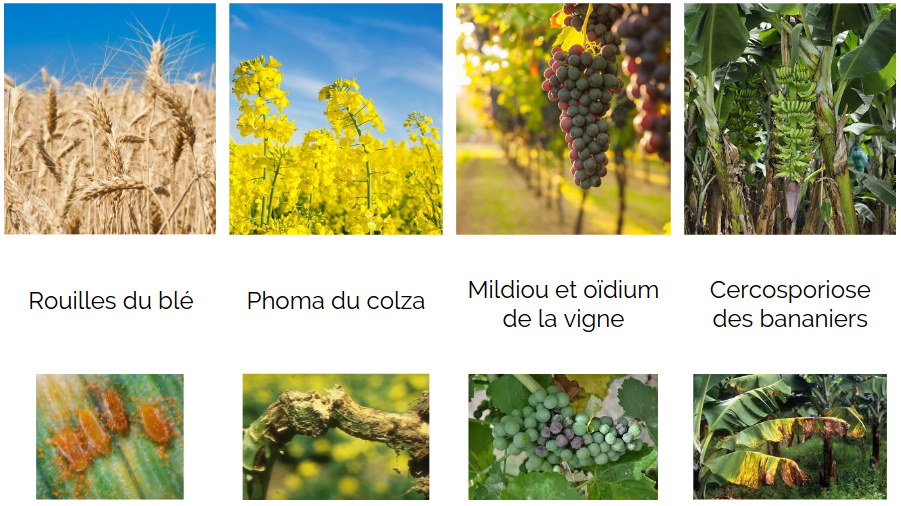 Rouilles du blé
Phoma du colza
Mildiou et oïdium
de la vigne
Cercosporiose
des bananiers